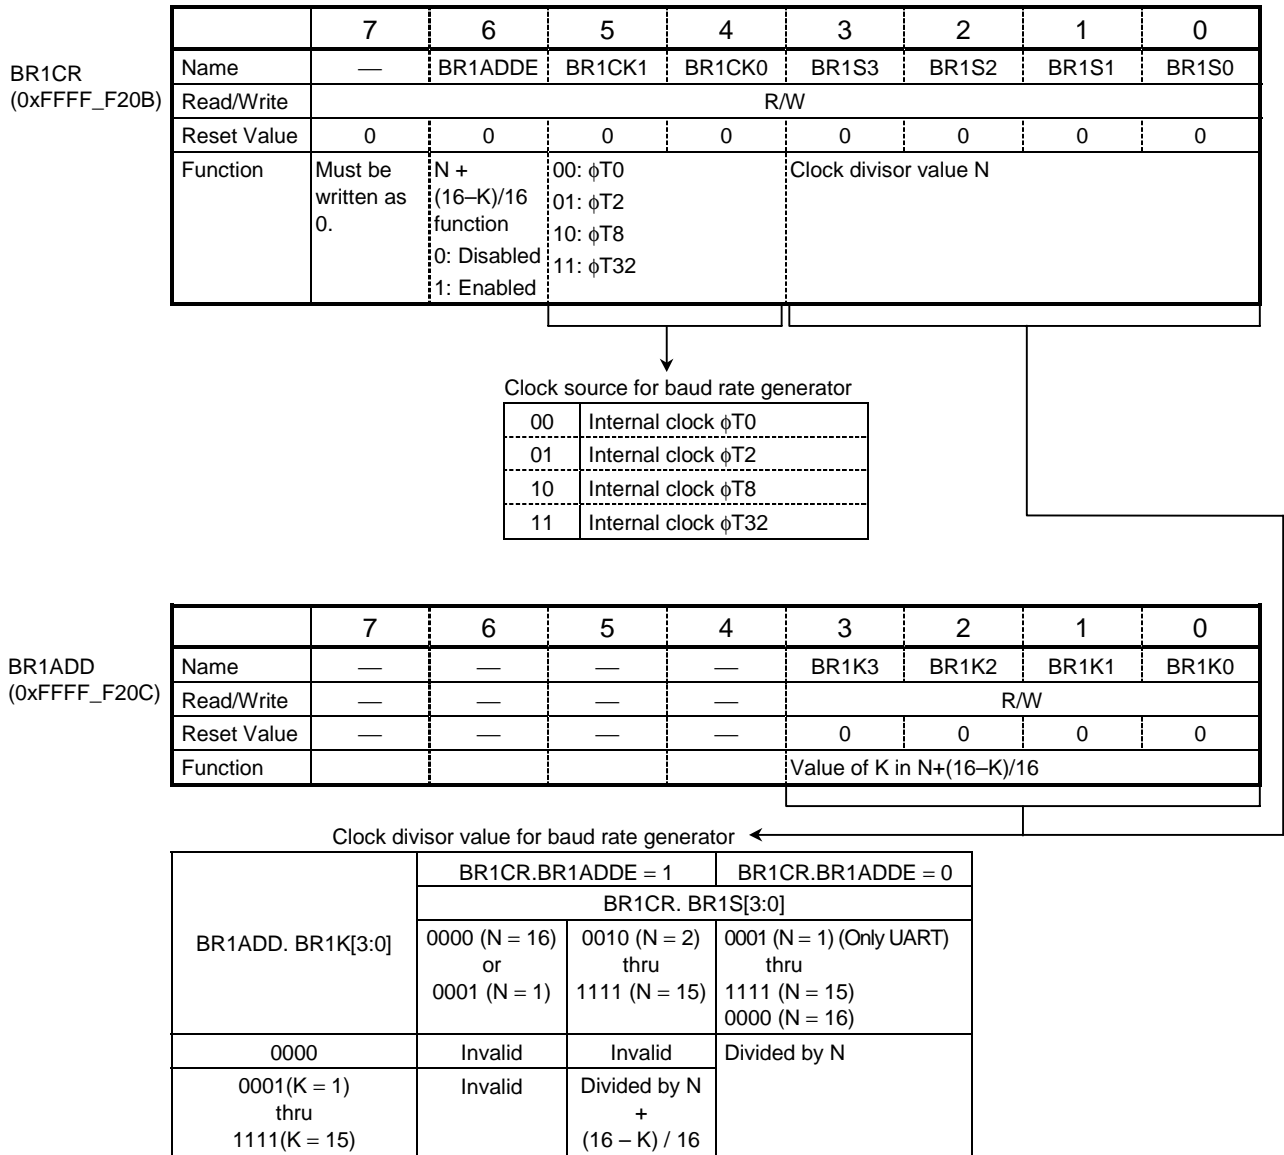 7 6 5 4 3 2 1 0
BR1CR
(0xFFFF_F20B)
Name — BR1ADDE BR1CK1 BR1CK0 BR1S3 BR1S2 BR1S1 BR1S0
Read/Write R/W
Reset Value 0 0 0 0 0 0 0 0
Function Must be N + 00: ϕT0 Clock divisor value N
written as (16–K)/16 01: ϕT2
0. function 10: ϕT8
0: Disabled 11: ϕT32
1: Enabled
Clock source for baud rate generator
00 Internal clock ϕT0
01 Internal clock ϕT2
10 Internal clock ϕT8
11 Internal clock ϕT32
7 6 5 4 3 2 1 0
BR1ADD
(0xFFFF_F20C)
Name — — — — BR1K3 BR1K2 BR1K1 BR1K0
Read/Write — — — — R/W
Reset Value — — — — 0 0 0 0
Function Value of K in N+(16–K)/16
Clock divisor value for baud rate generator
BR1CR.BR1ADDE = 1 BR1CR.BR1ADDE = 0
BR1CR. BR1S[3:0]
BR1ADD. BR1K[3:0] 0000 (N = 16) 0010 (N = 2) 0001 (N = 1) (Only UART)
or thru thru
0001 (N = 1) 1111 (N = 15) 1111 (N = 15)
0000 (N = 16)
0000 Invalid Invalid Divided by N
0001(K = 1) Invalid Divided by N
thru +
1111(K = 15) (16 – K) / 16